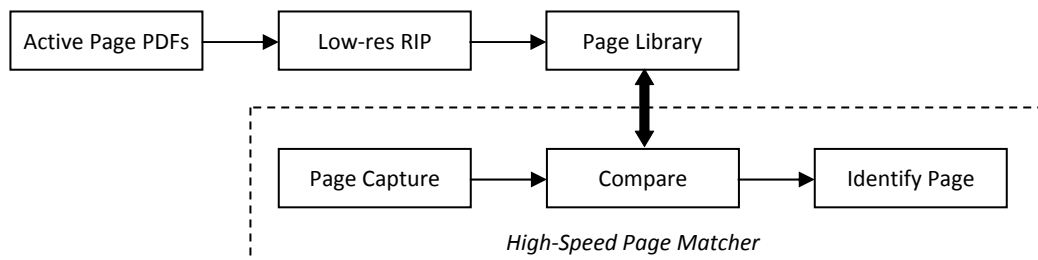 Active Page PDFs
Low-res RIP
Page Library
Page Capture
Compare
Identify Page
High-Speed Page Matcher